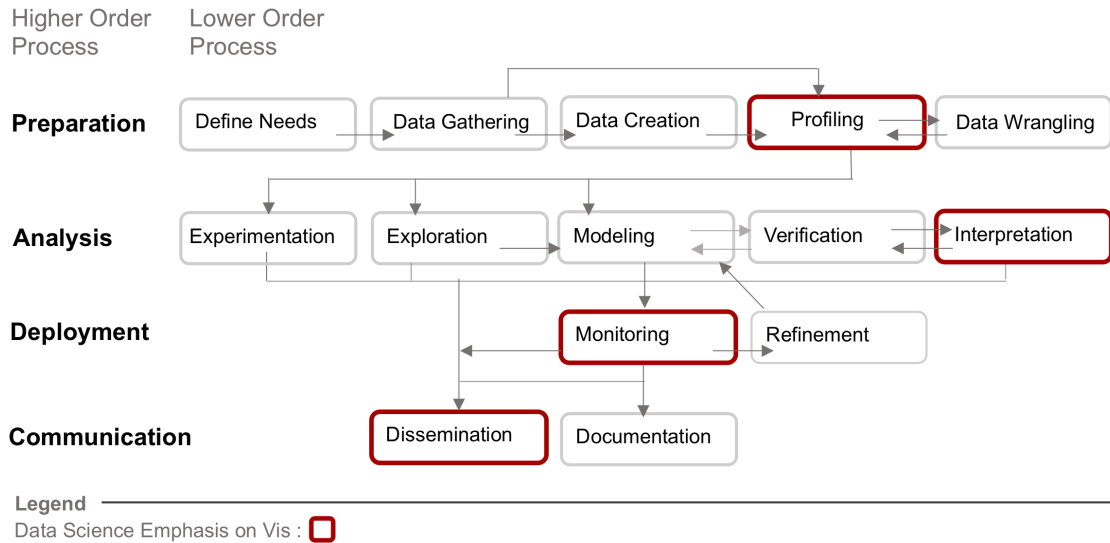 Higher Order Process
Lower Order Process
Preparation
Define Needs
Data Gathering
Data Creation
Profiling
Data Wrangling
Analysis
Experimentation
Exploration
Modeling
Verification
Interpretation
Deployment
Monitoring
Refinement
Communication
Dissemination
Documentation
Legend
Data Science Emphasis on Vis :